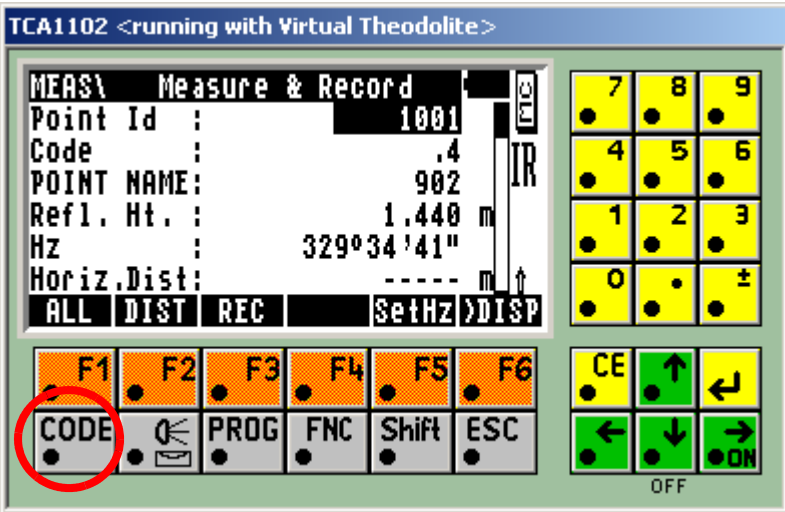 TCA1102 <running with Virtual Theodolite>
MEAS\ Measure & Record
Point Id : 1001
Code : .4
POINT NAME: 902
Refl. Ht. : 1.440 m
Hz : 329°34'41"
Horiz.Dist: ----- m
IR
ALL DIST REC SetHz >DISP
7 8 9
4 5 6
1 2 3
0 . ±
F1 F2 F3 F4 F5 F6
CODE PROG FNC Shift ESC
CE
ON
OFF